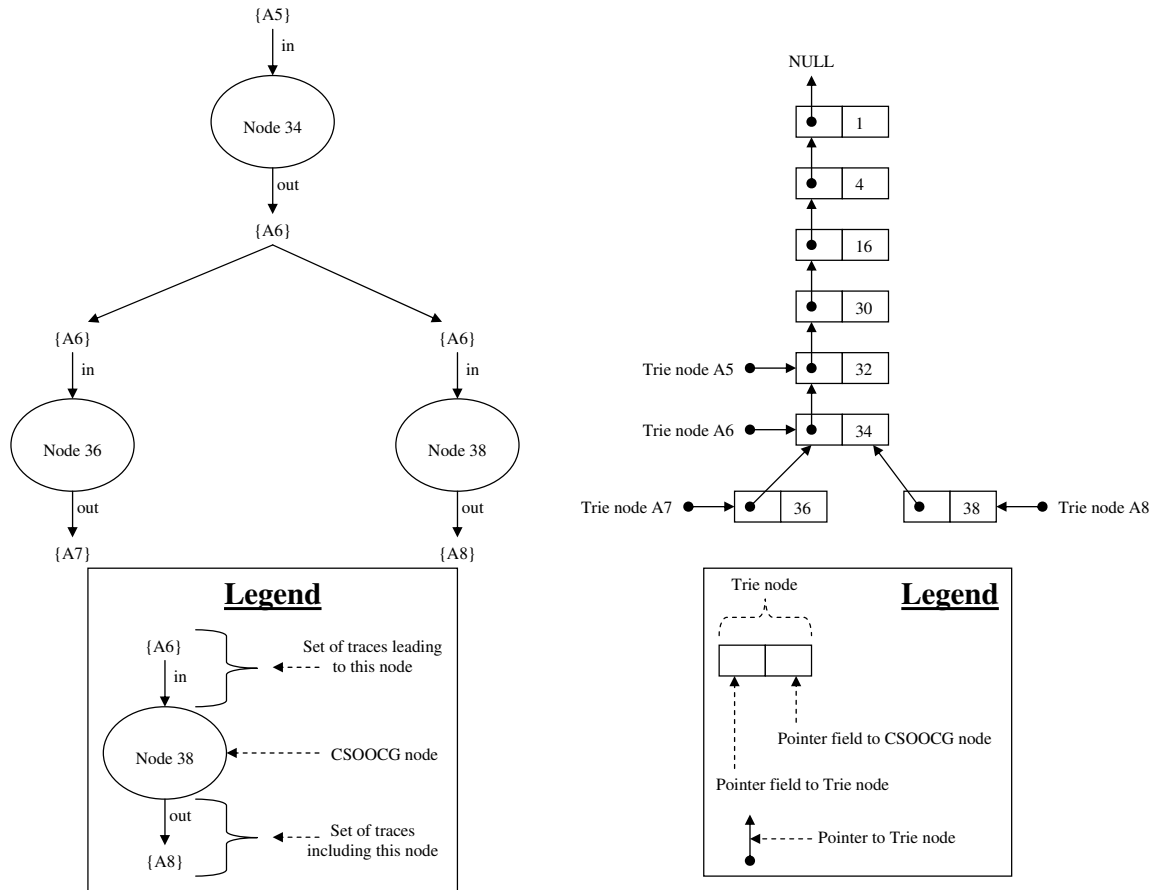 {A5}
in
Node 34
out
{A6}
{A6}
in
Node 36
out
{A7}
{A6}
in
Node 38
out
{A8}
NULL
1
4
16
30
Trie node A5
32
Trie node A6
34
Trie node A7
36
38
Trie node A8
Legend
{A6}
in
Node 38
out
{A8}
Set of traces leading
to this node
CSOOCG node
Set of traces
including this node
Legend
Trie node
Pointer field to CSOOCG node
Pointer field to Trie node
Pointer to Trie node